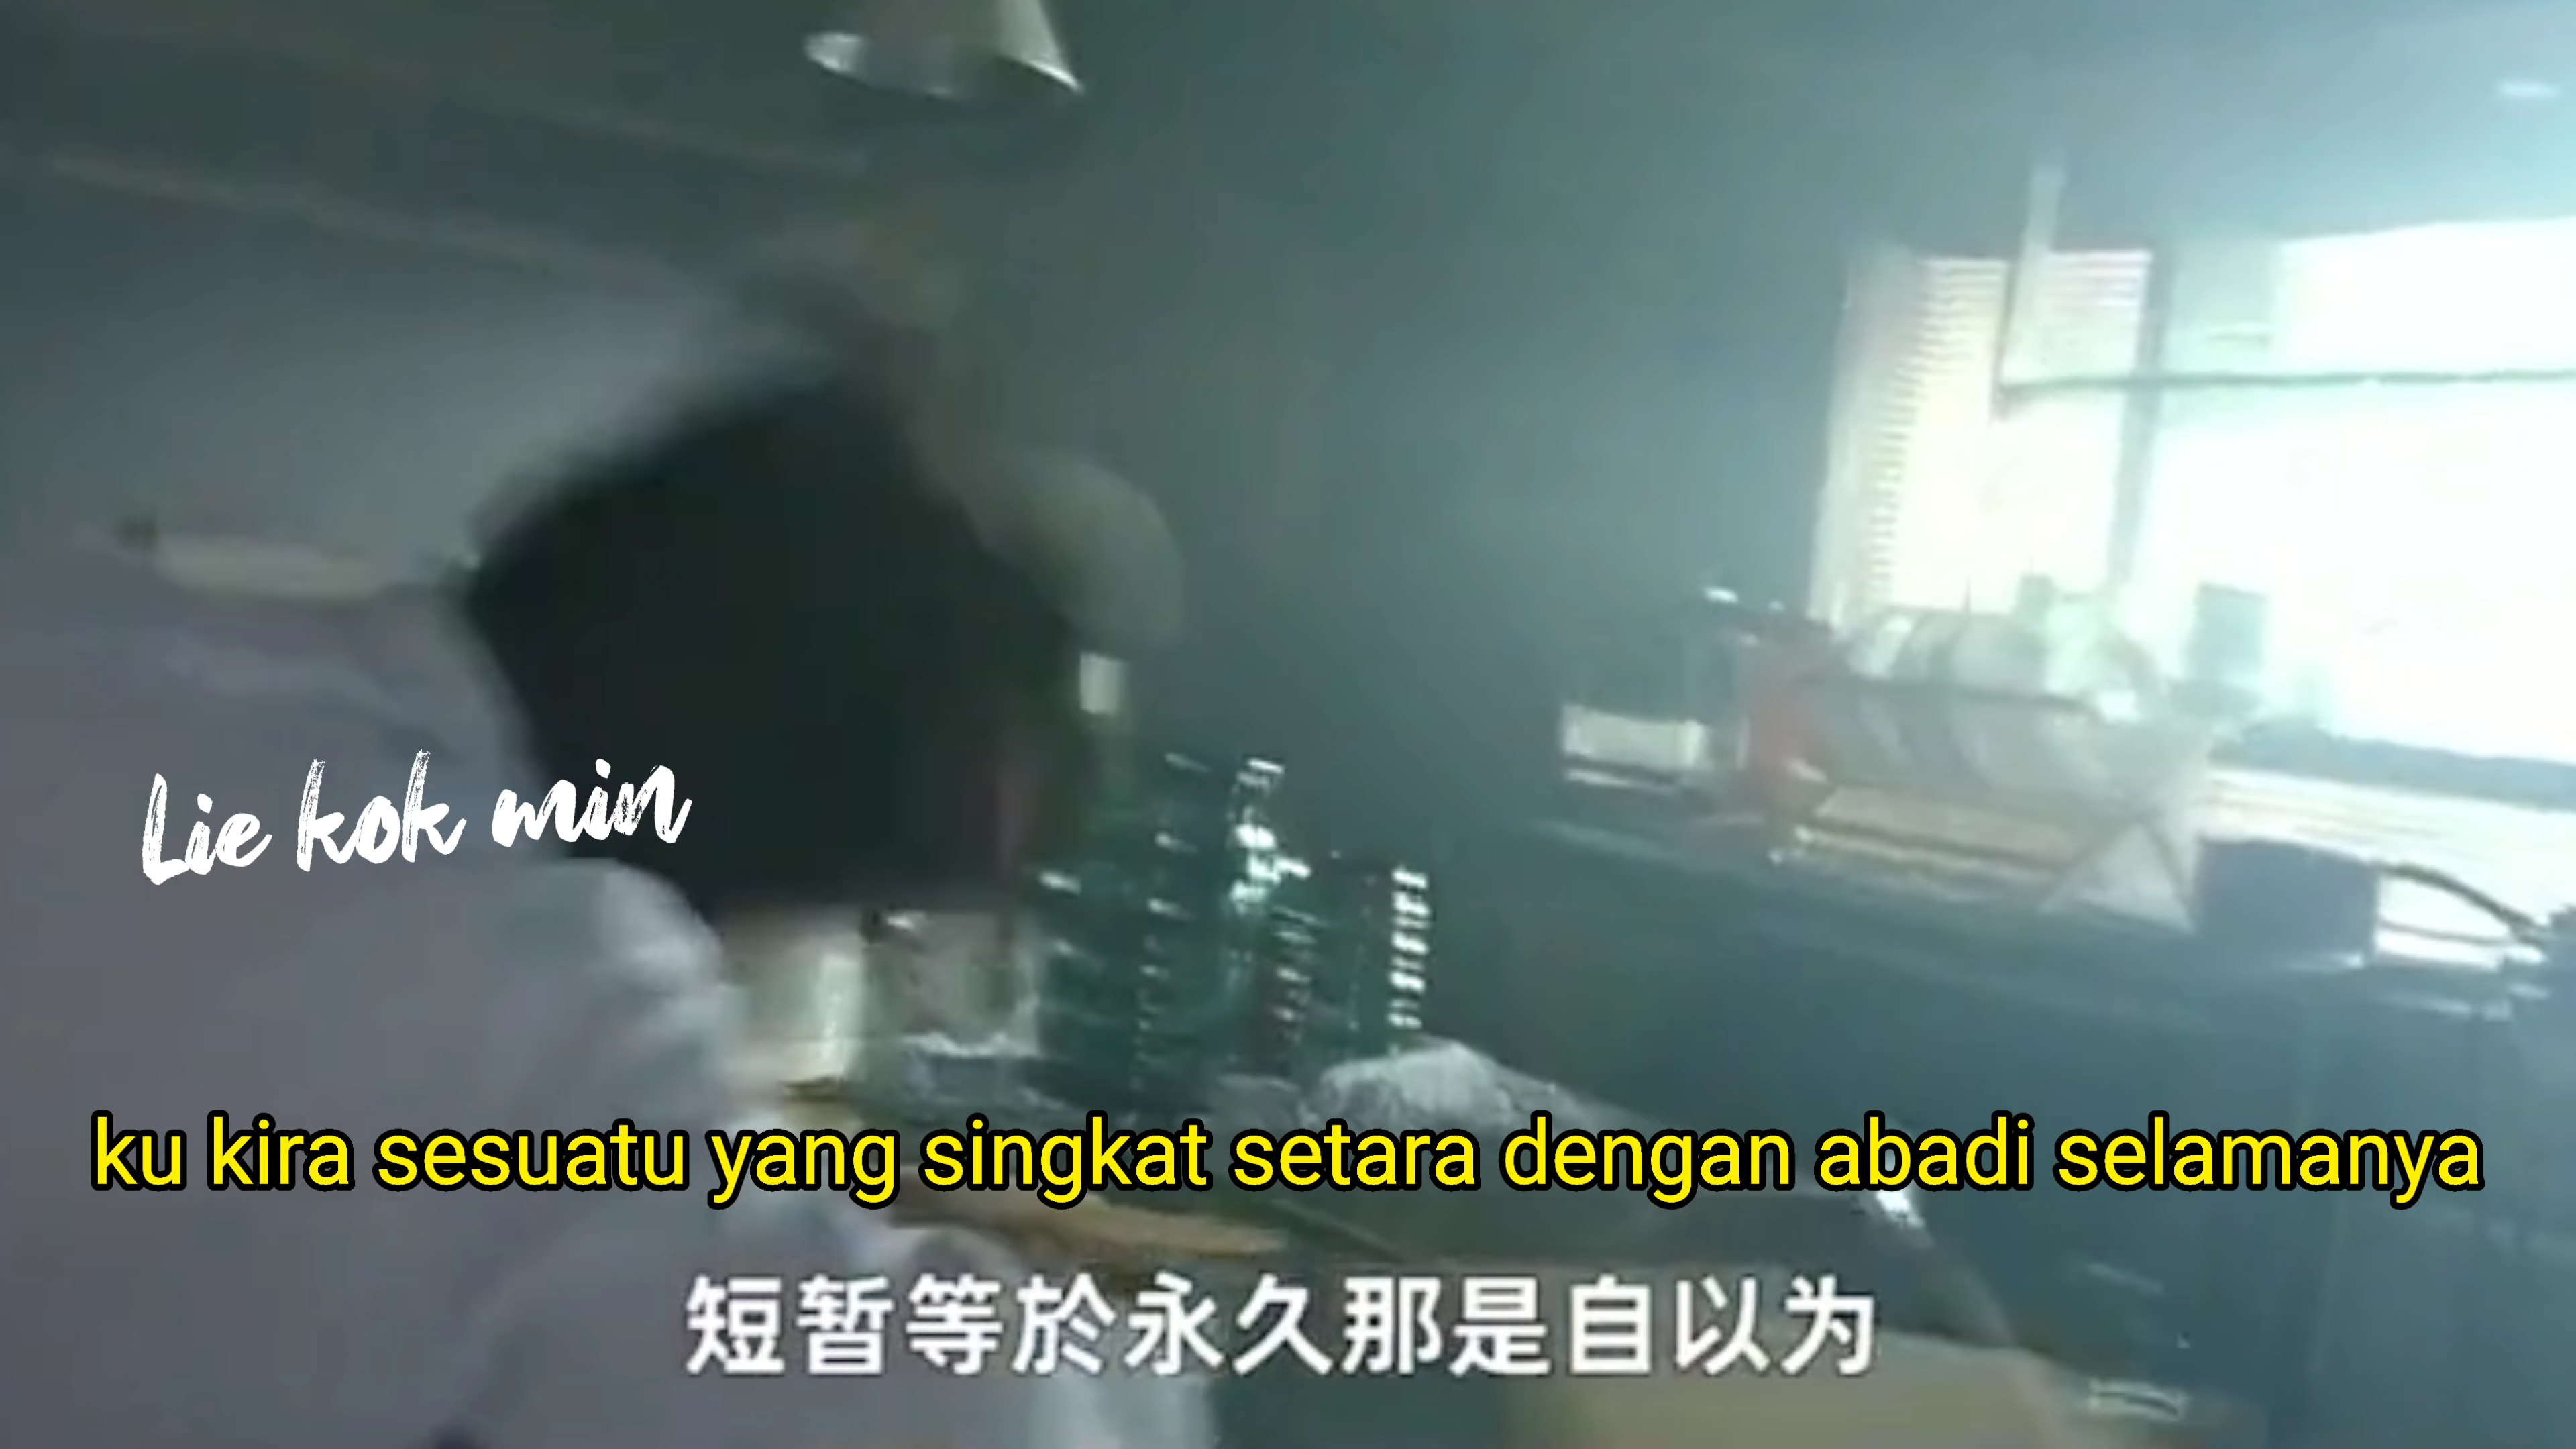 Lie kok min
ku kira sesuatu yang singkat setara dengan abadi selamanya
短暂等於永久那是自以为